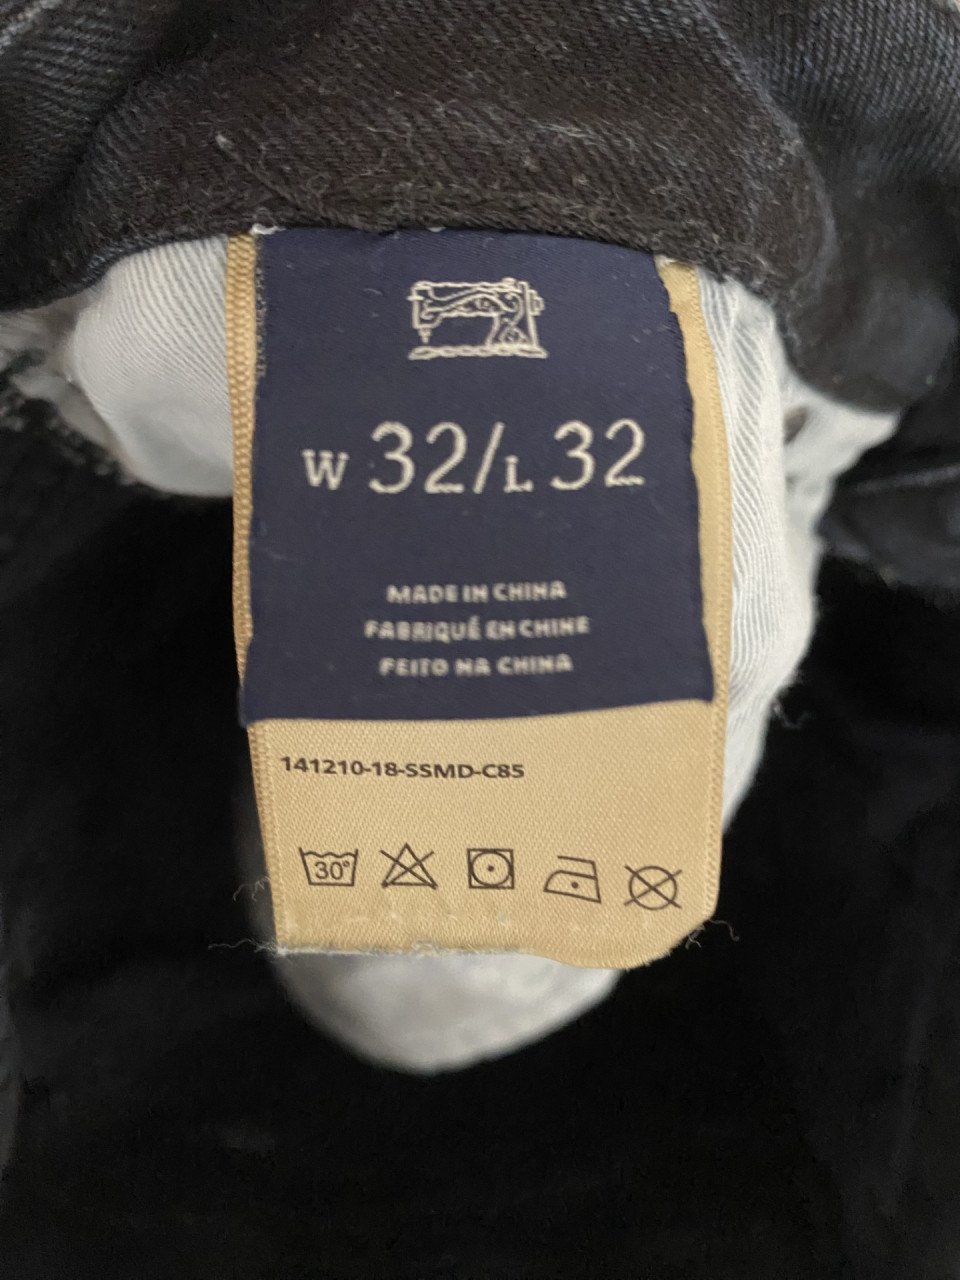 W 32/L 32
MADE IN CHINA
FABRIQUÉ EN CHINE
FEITO NA CHINA
141210-18-SSMD-C85
30°